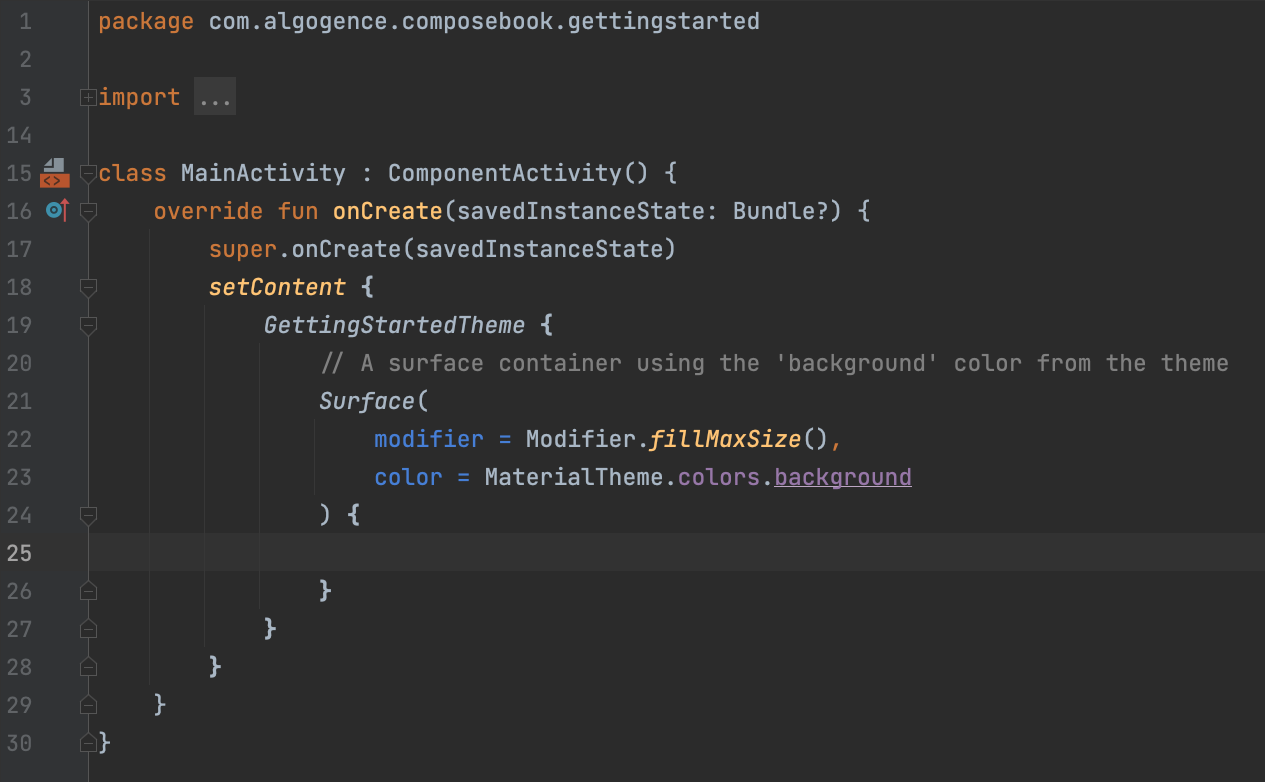 1 package com.algogence.composebook.gettingstarted
2
3 import ...
14
15 class MainActivity : ComponentActivity() {
16     override fun onCreate(savedInstanceState: Bundle?) {
17         super.onCreate(savedInstanceState)
18         setContent {
19             GettingStartedTheme {
20                 // A surface container using the 'background' color from the theme
21                 Surface(
22                     modifier = Modifier.fillMaxSize(),
23                     color = MaterialTheme.colors.background
24                 ) {
25
26                 }
27             }
28         }
29     }
30 }